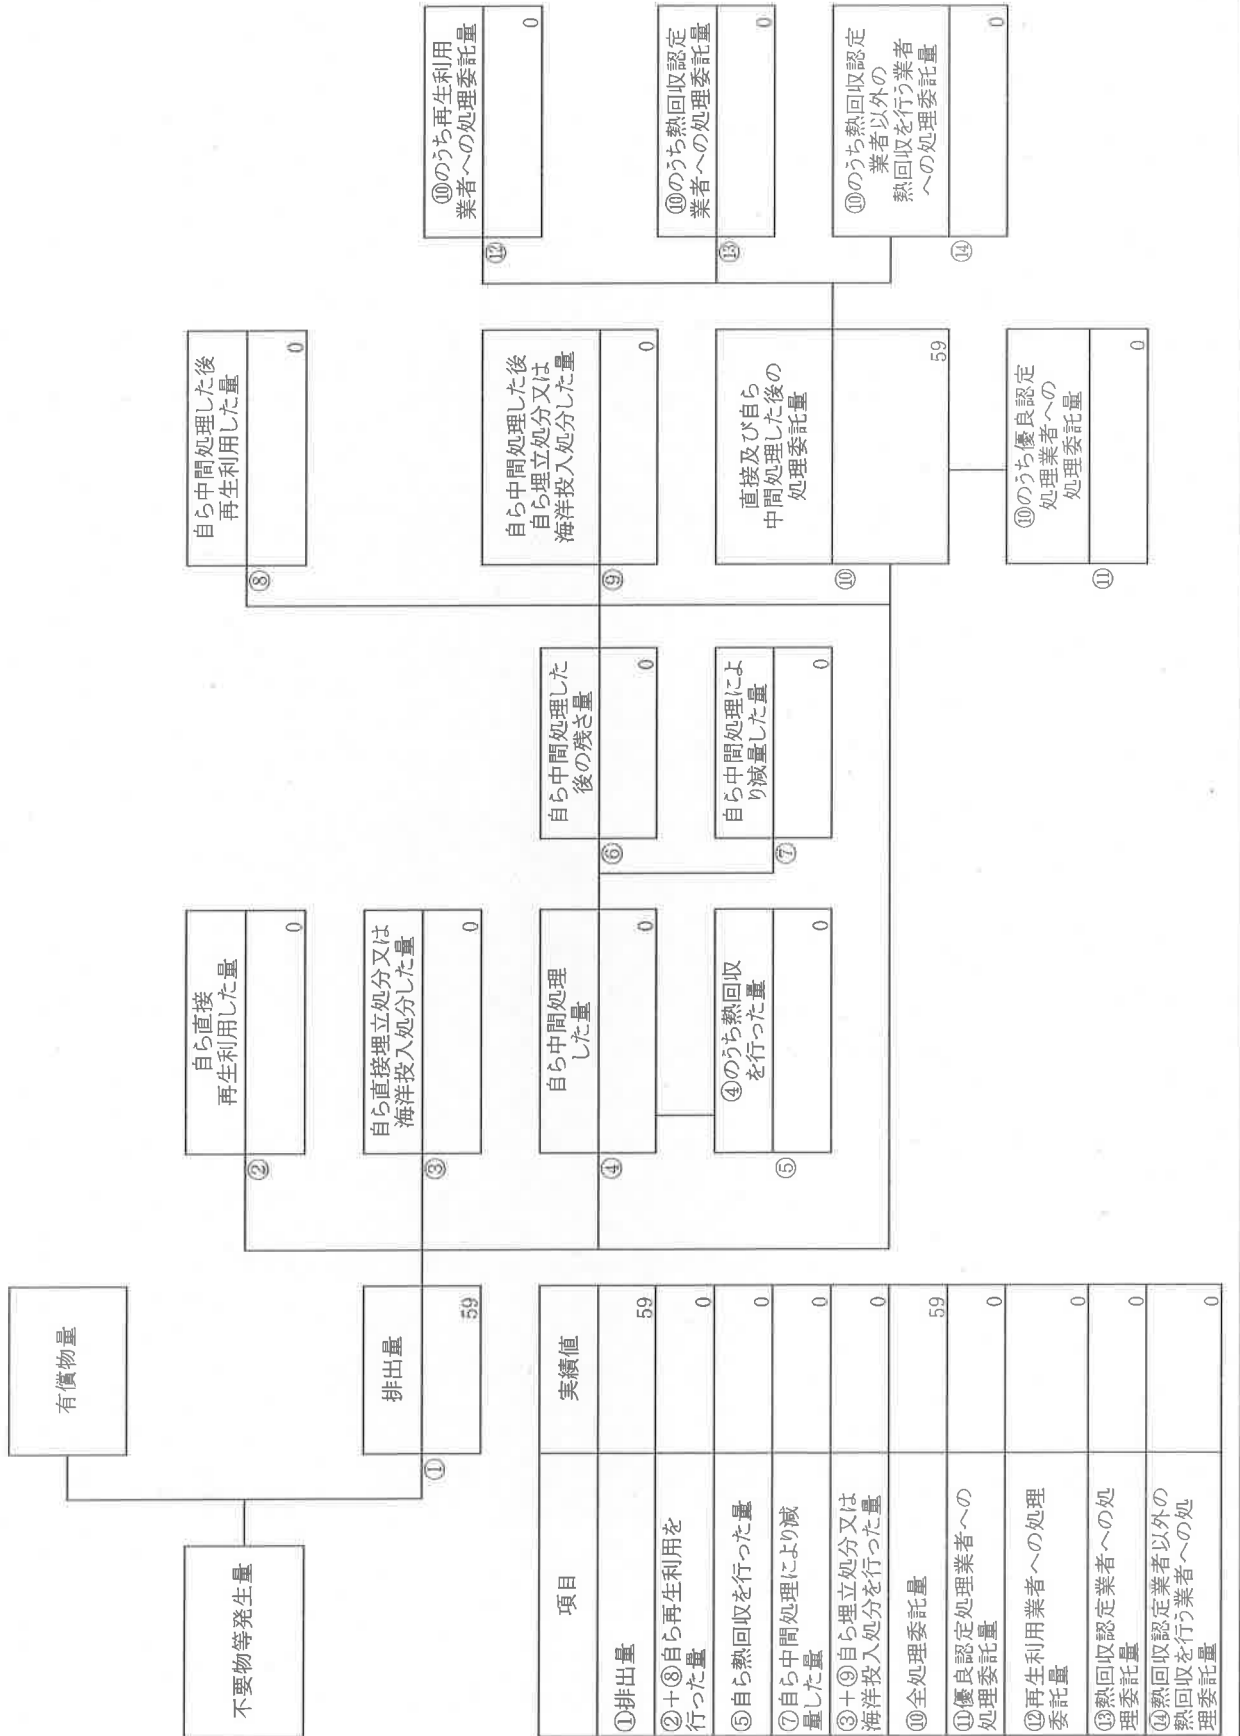 不要物等発生量
有償物量
①
排出量
59
②
自ら直接
再生利用した量
0
③
自ら直接埋立処分又は
海洋投入処分した量
0
④
自ら中間処理
した量
0
⑤
④のうち熱回収
を行った量
0
⑥
自ら中間処理した
後の残さ量
0
⑦
自ら中間処理によ
り減量した量
0
⑧
自ら中間処理した後
再生利用した量
0
⑨
自ら中間処理した後
自ら埋立処分又は
海洋投入処分した量
0
⑩
直接及び自ら
中間処理した後の
処理委託量
59
⑪
⑩のうち優良認定
処理業者への
処理委託量
0
⑫
⑩のうち再生利用
業者への処理委託量
0
⑬
⑩のうち熱回収認定
業者への処理委託量
0
⑭
⑩のうち熱回収認定
業者以外の
熱回収を行う業者
への処理委託量
0
項目 実績値
①排出量 59
②+⑧自ら再生利用を
行った量 0
⑤自ら熱回収を行った量 0
⑦自ら中間処理により減
量した量 0
③+⑨自ら埋立処分又は
海洋投入処分を行った量 0
⑩全処理委託量 59
⑪優良認定処理業者への
処理委託量 0
⑫再生利用業者への処理
委託量 0
⑬熱回収認定業者への処
理委託量 0
⑭熱回収認定業者以外の
熱回収を行う業者への処
理委託量 0